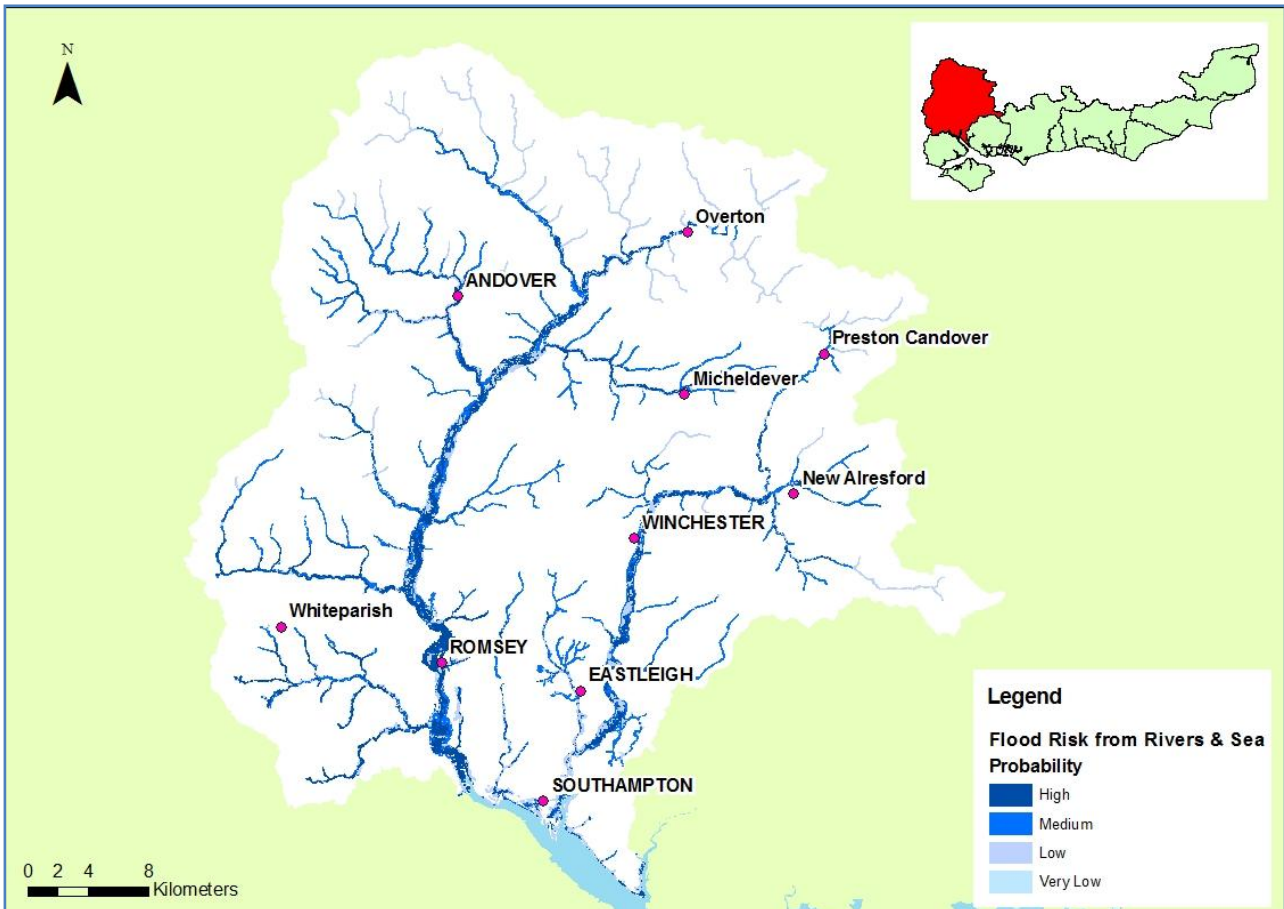 N
Overton
ANDOVER
Preston Candover
Micheldever
New Alresford
WINCHESTER
Whiteparish
ROMSEY
EASTLEIGH
SOUTHAMPTON
Legend
Flood Risk from Rivers & Sea
Probability
High
Medium
Low
Very Low
0 2 4 8
Kilometers